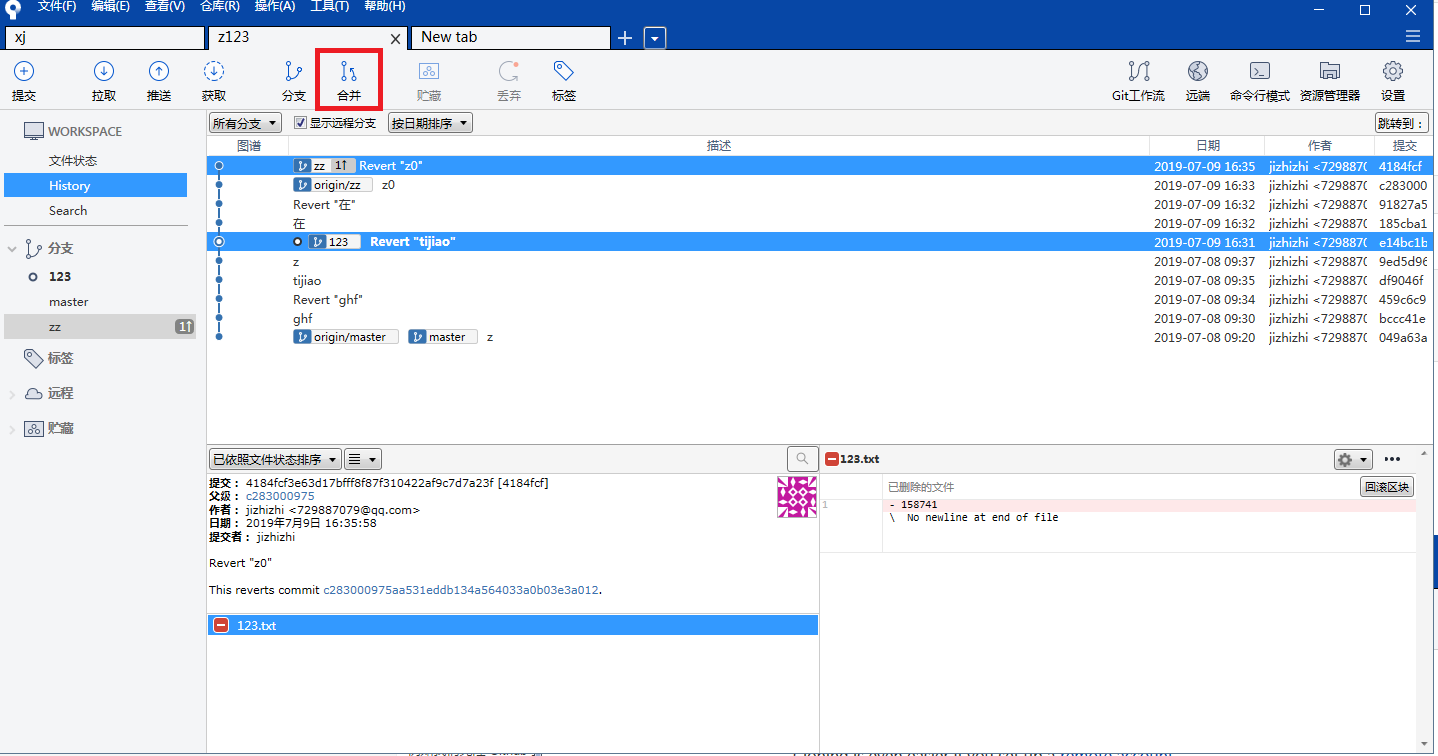 文件(F) 编辑(E) 查看(V) 仓库(R) 操作(A) 工具(T) 帮助(H)
xj z123 New tab
提交 拉取 推送 获取 分支 合并 贮藏 丢弃 标签 Git工作流 远端 命令行模式 资源管理器 设置
WORKSPACE
文件状态
History
Search
分支
123
master
zz 1↑
标签
远程
贮藏
所有分支 显示远程分支 按日期排序 跳转到：
图谱 描述 日期 作者 提交
zz 1↑ Revert "z0" 2019-07-09 16:35 jizhizhi <7298870 4184fcf
origin/zz z0 2019-07-09 16:33 jizhizhi <7298870 c283000
Revert "在" 2019-07-09 16:32 jizhizhi <7298870 91827a5
在 2019-07-09 16:32 jizhizhi <7298870 185cba1
123 Revert "tijiao" 2019-07-09 16:31 jizhizhi <7298870 e14bc1b
z 2019-07-08 09:37 jizhizhi <7298870 9ed5d96
tijiao 2019-07-08 09:35 jizhizhi <7298870 df9046f
Revert "ghf" 2019-07-08 09:34 jizhizhi <7298870 459c6c9
ghf 2019-07-08 09:30 jizhizhi <7298870 bccc41e
origin/master master z 2019-07-08 09:20 jizhizhi <7298870 049a63a
已依照文件状态排序
提交： 4184fcf3e63d17bfff8f87f310422af9c7d7a23f [4184fcf]
父级： c283000975
作者： jizhizhi <729887079@qq.com>
日期： 2019年7月9日 16:35:58
提交者： jizhizhi
Revert "z0"
This reverts commit c283000975aa531eddb134a564033a0b03e3a012.
123.txt
123.txt
已删除的文件 回滚区块
1 - 158741
\ No newline at end of file